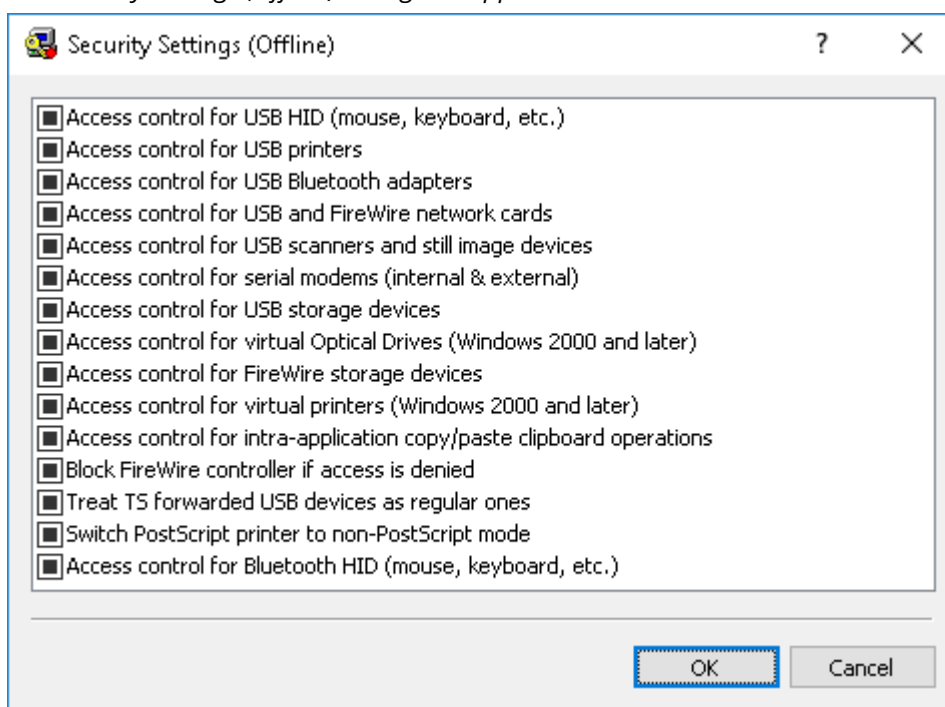 Security Settings (Offline)
?
Access control for USB HID (mouse, keyboard, etc.)
Access control for USB printers
Access control for USB Bluetooth adapters
Access control for USB and FireWire network cards
Access control for USB scanners and still image devices
Access control for serial modems (internal & external)
Access control for USB storage devices
Access control for virtual Optical Drives (Windows 2000 and later)
Access control for FireWire storage devices
Access control for virtual printers (Windows 2000 and later)
Access control for intra-application copy/paste clipboard operations
Block FireWire controller if access is denied
Treat TS forwarded USB devices as regular ones
Switch PostScript printer to non-PostScript mode
Access control for Bluetooth HID (mouse, keyboard, etc.)
OK Cancel